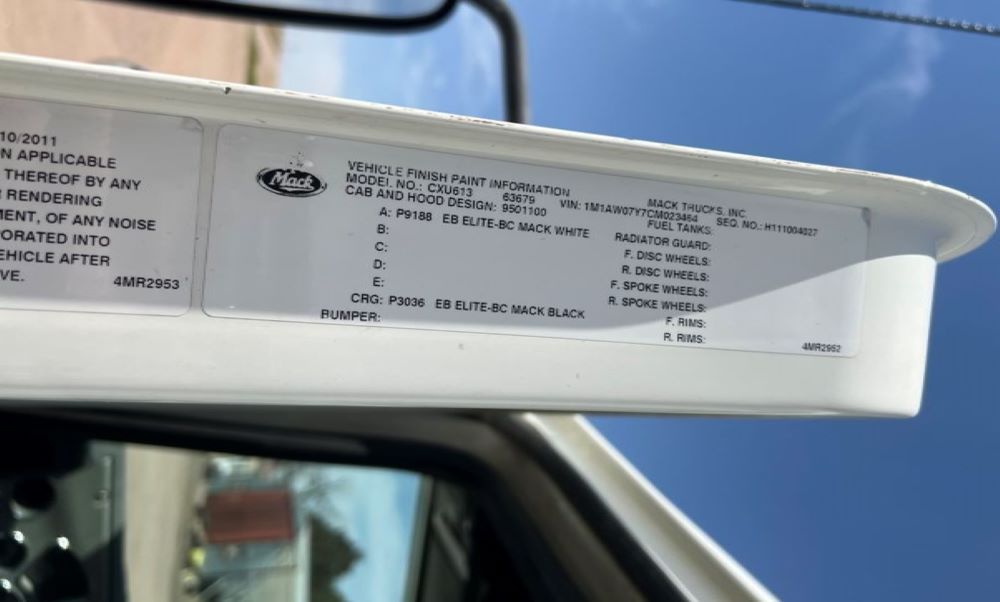 10/2011
N APPLICABLE
THEREOF BY ANY
RENDERING
MENT, OF ANY NOISE
PORATED INTO
EHICLE AFTER
VE.
4MR2953
Mack
VEHICLE FINISH PAINT INFORMATION
MACK TRUCKS, INC.
MODEL NO.: CXU613 63679 VIN: 1M1AW07Y7CM023464 SEQ. NO.: H111004027
CAB AND HOOD DESIGN: 9501100
A: P9188 EB ELITE-BC MACK WHITE
B:
C:
D:
E:
CRG: P3036 EB ELITE-BC MACK BLACK
BUMPER:
FUEL TANKS:
RADIATOR GUARD:
F. DISC WHEELS:
R. DISC WHEELS:
F. SPOKE WHEELS:
R. SPOKE WHEELS:
F. RIMS:
R. RIMS:
4MR2952